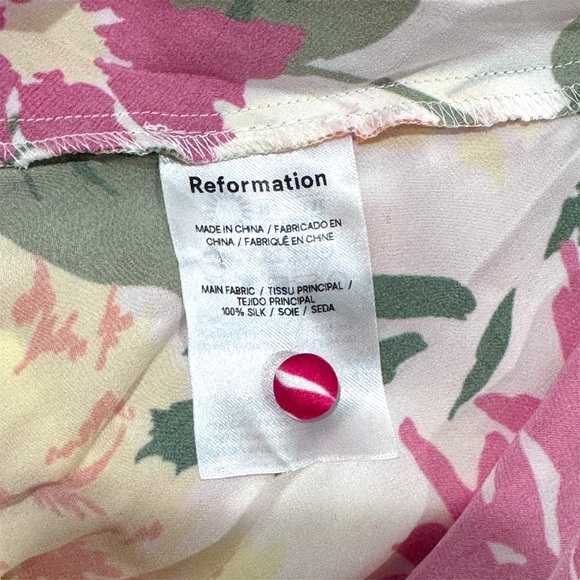 Reformation
MADE IN CHINA / FABRICADO EN
CHINA / FABRIQUÉ EN CHINE
MAIN FABRIC / TISSU PRINCIPAL /
TEJIDO PRINCIPAL
100% SILK / SOIE / SEDA